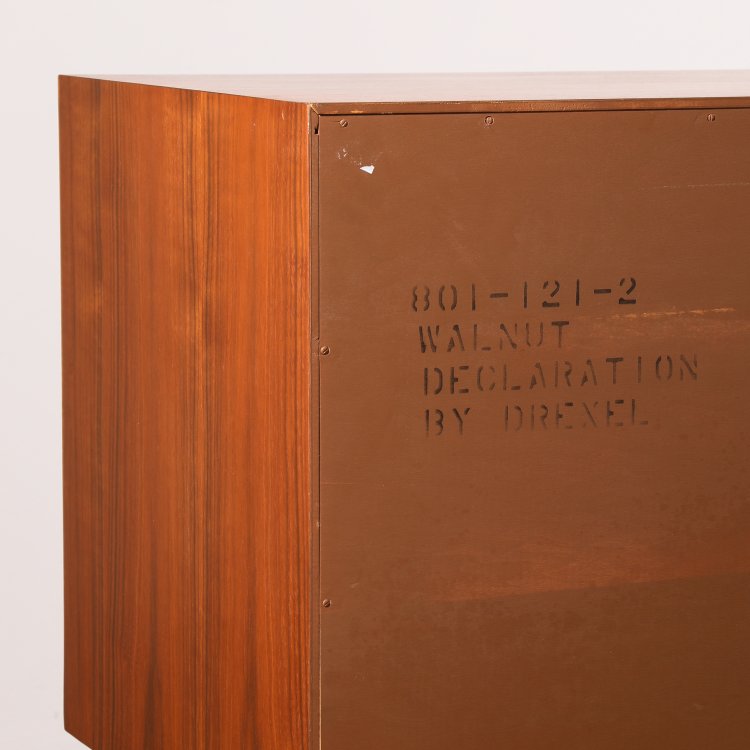 801-121-2
WALNUT
DECLARATION
BY DREXEL